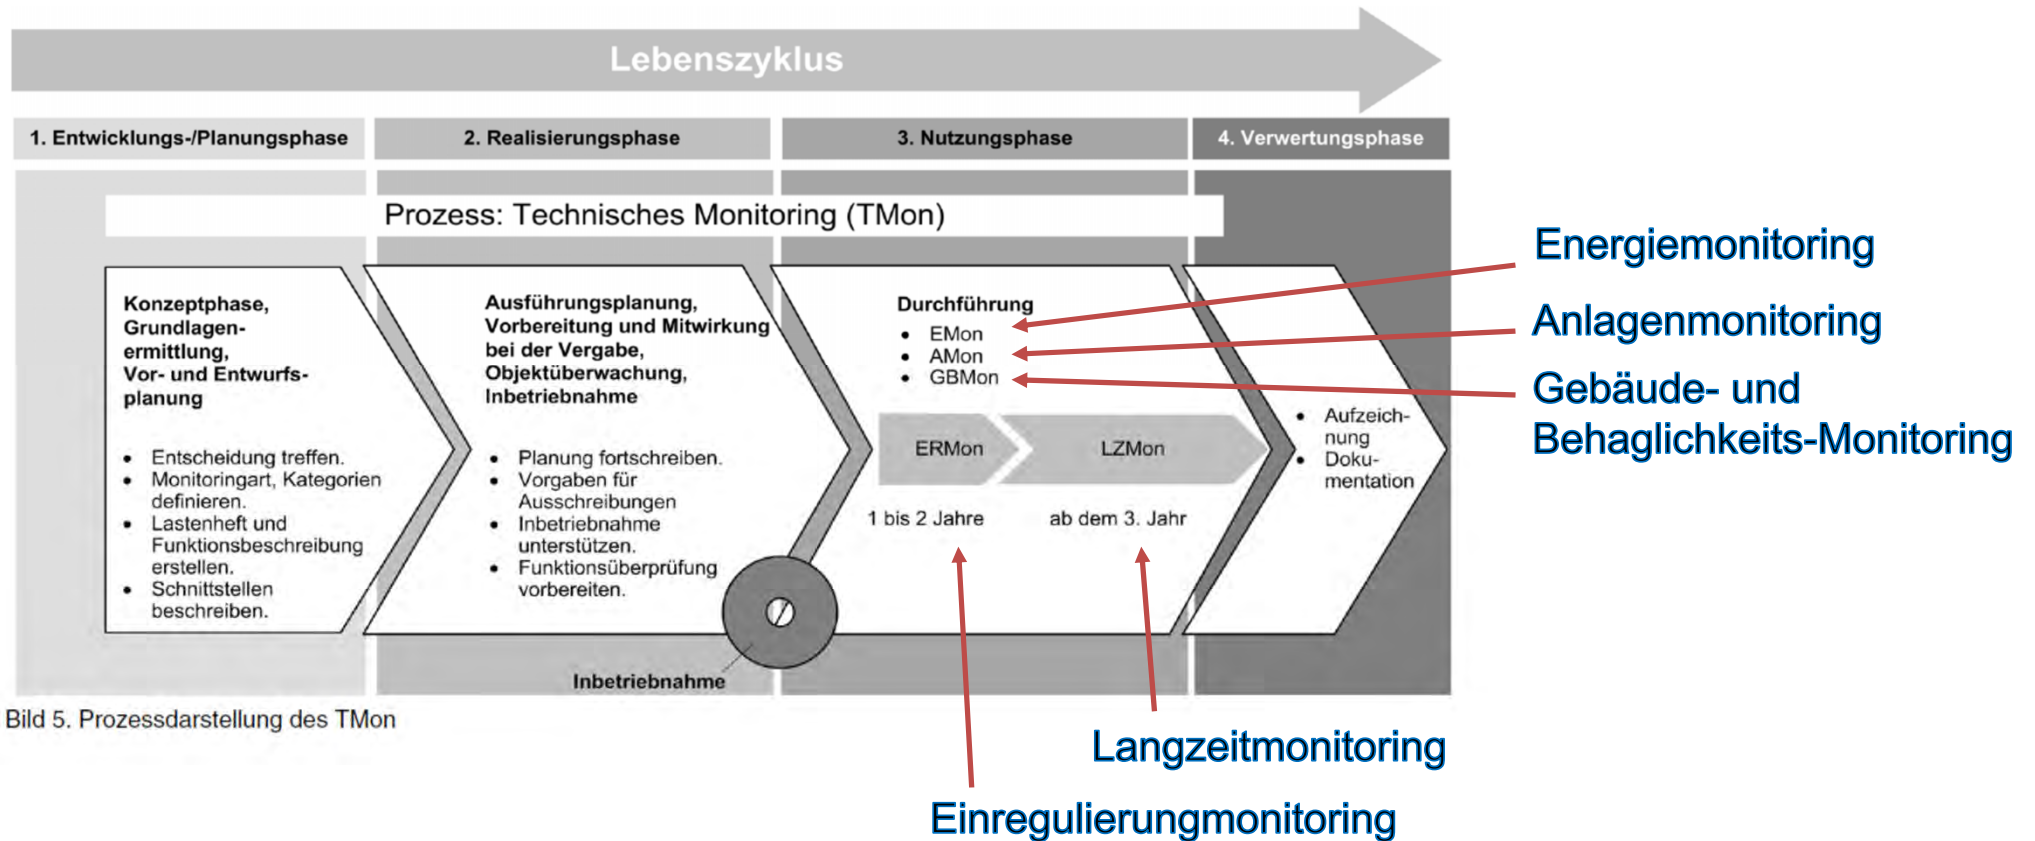 Lebenszyklus
1. Entwicklungs-/Planungsphase
2. Realisierungsphase
3. Nutzungsphase
4. Verwertungsphase
Prozess: Technisches Monitoring (TMon)
Konzeptphase,
Grundlagen-
ermittlung,
Vor- und Entwurfs-
planung
• Entscheidung treffen.
• Monitoringart, Kategorien
definieren.
• Lastenheft und
Funktionsbeschreibung
erstellen.
• Schnittstellen
beschreiben.
Ausführungsplanung,
Vorbereitung und Mitwirkung
bei der Vergabe,
Objektüberwachung,
Inbetriebnahme
• Planung fortschreiben.
• Vorgaben für
Ausschreibungen
• Inbetriebnahme
unterstützen.
• Funktionsüberprüfung
vorbereiten.
Inbetriebnahme
Durchführung
• EMon
• AMon
• GBMon
ERMon
LZMon
1 bis 2 Jahre
ab dem 3. Jahr
• Aufzeich-
nung
• Doku-
mentation
Energiemonitoring
Anlagenmonitoring
Gebäude- und
Behaglichkeits-Monitoring
Bild 5. Prozessdarstellung des TMon
Langzeitmonitoring
Einregulierungmonitoring